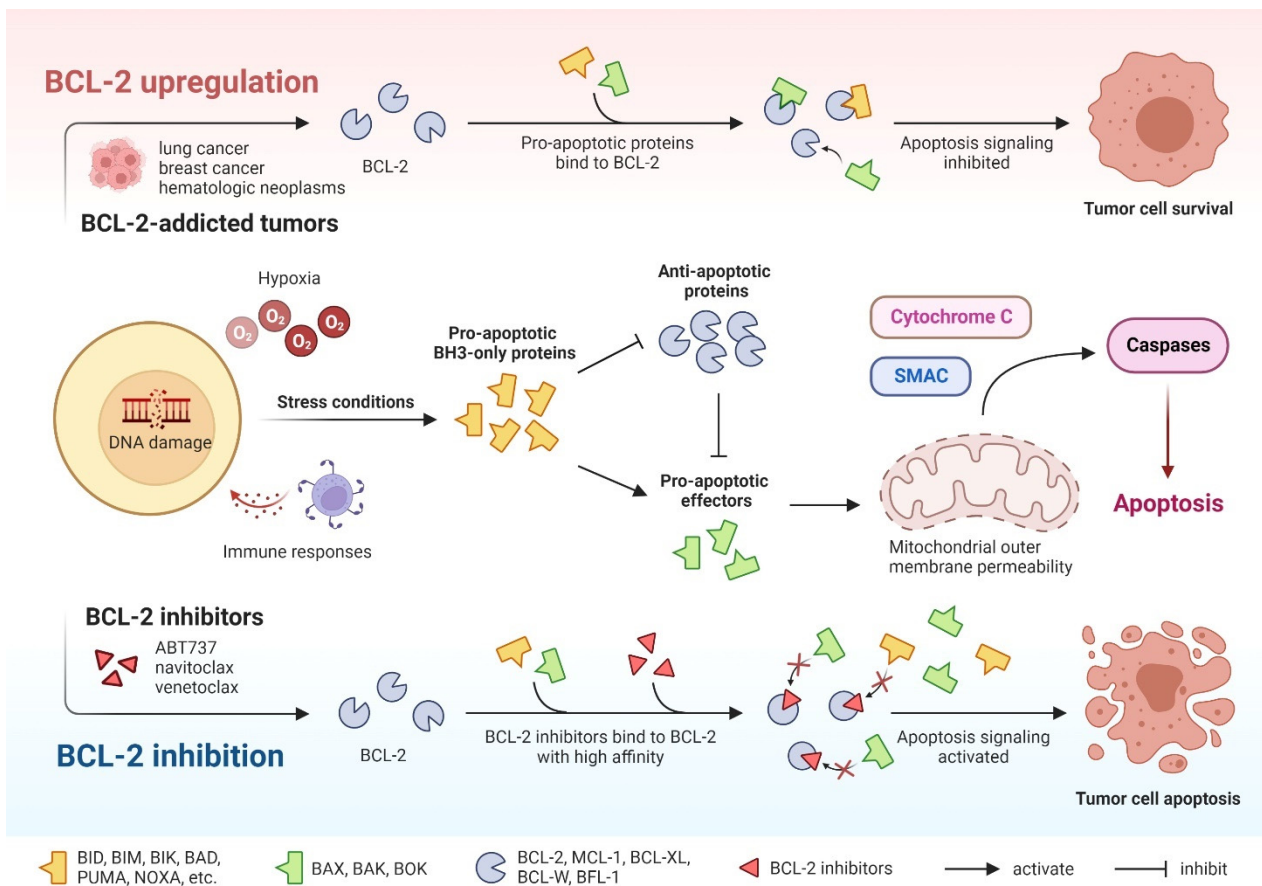 BCL-2 upregulation
lung cancer
breast cancer
hematologic neoplasms
BCL-2-addicted tumors
BCL-2
Pro-apoptotic proteins
bind to BCL-2
Apoptosis signaling
inhibited
Tumor cell survival
Hypoxia
O₂
O₂
O₂
O₂
DNA damage
Immune responses
Stress conditions
Pro-apoptotic
BH3-only proteins
Anti-apoptotic
proteins
Pro-apoptotic
effectors
Cytochrome C
SMAC
Mitochondrial outer
membrane permeability
Caspases
Apoptosis
BCL-2 inhibitors
ABT737
navitoclax
venetoclax
BCL-2 inhibition
BCL-2
BCL-2 inhibitors bind to BCL-2
with high affinity
Apoptosis signaling
activated
Tumor cell apoptosis
BID, BIM, BIK, BAD,
PUMA, NOXA, etc.
BAX, BAK, BOK
BCL-2, MCL-1, BCL-XL,
BCL-W, BFL-1
BCL-2 inhibitors
activate
inhibit